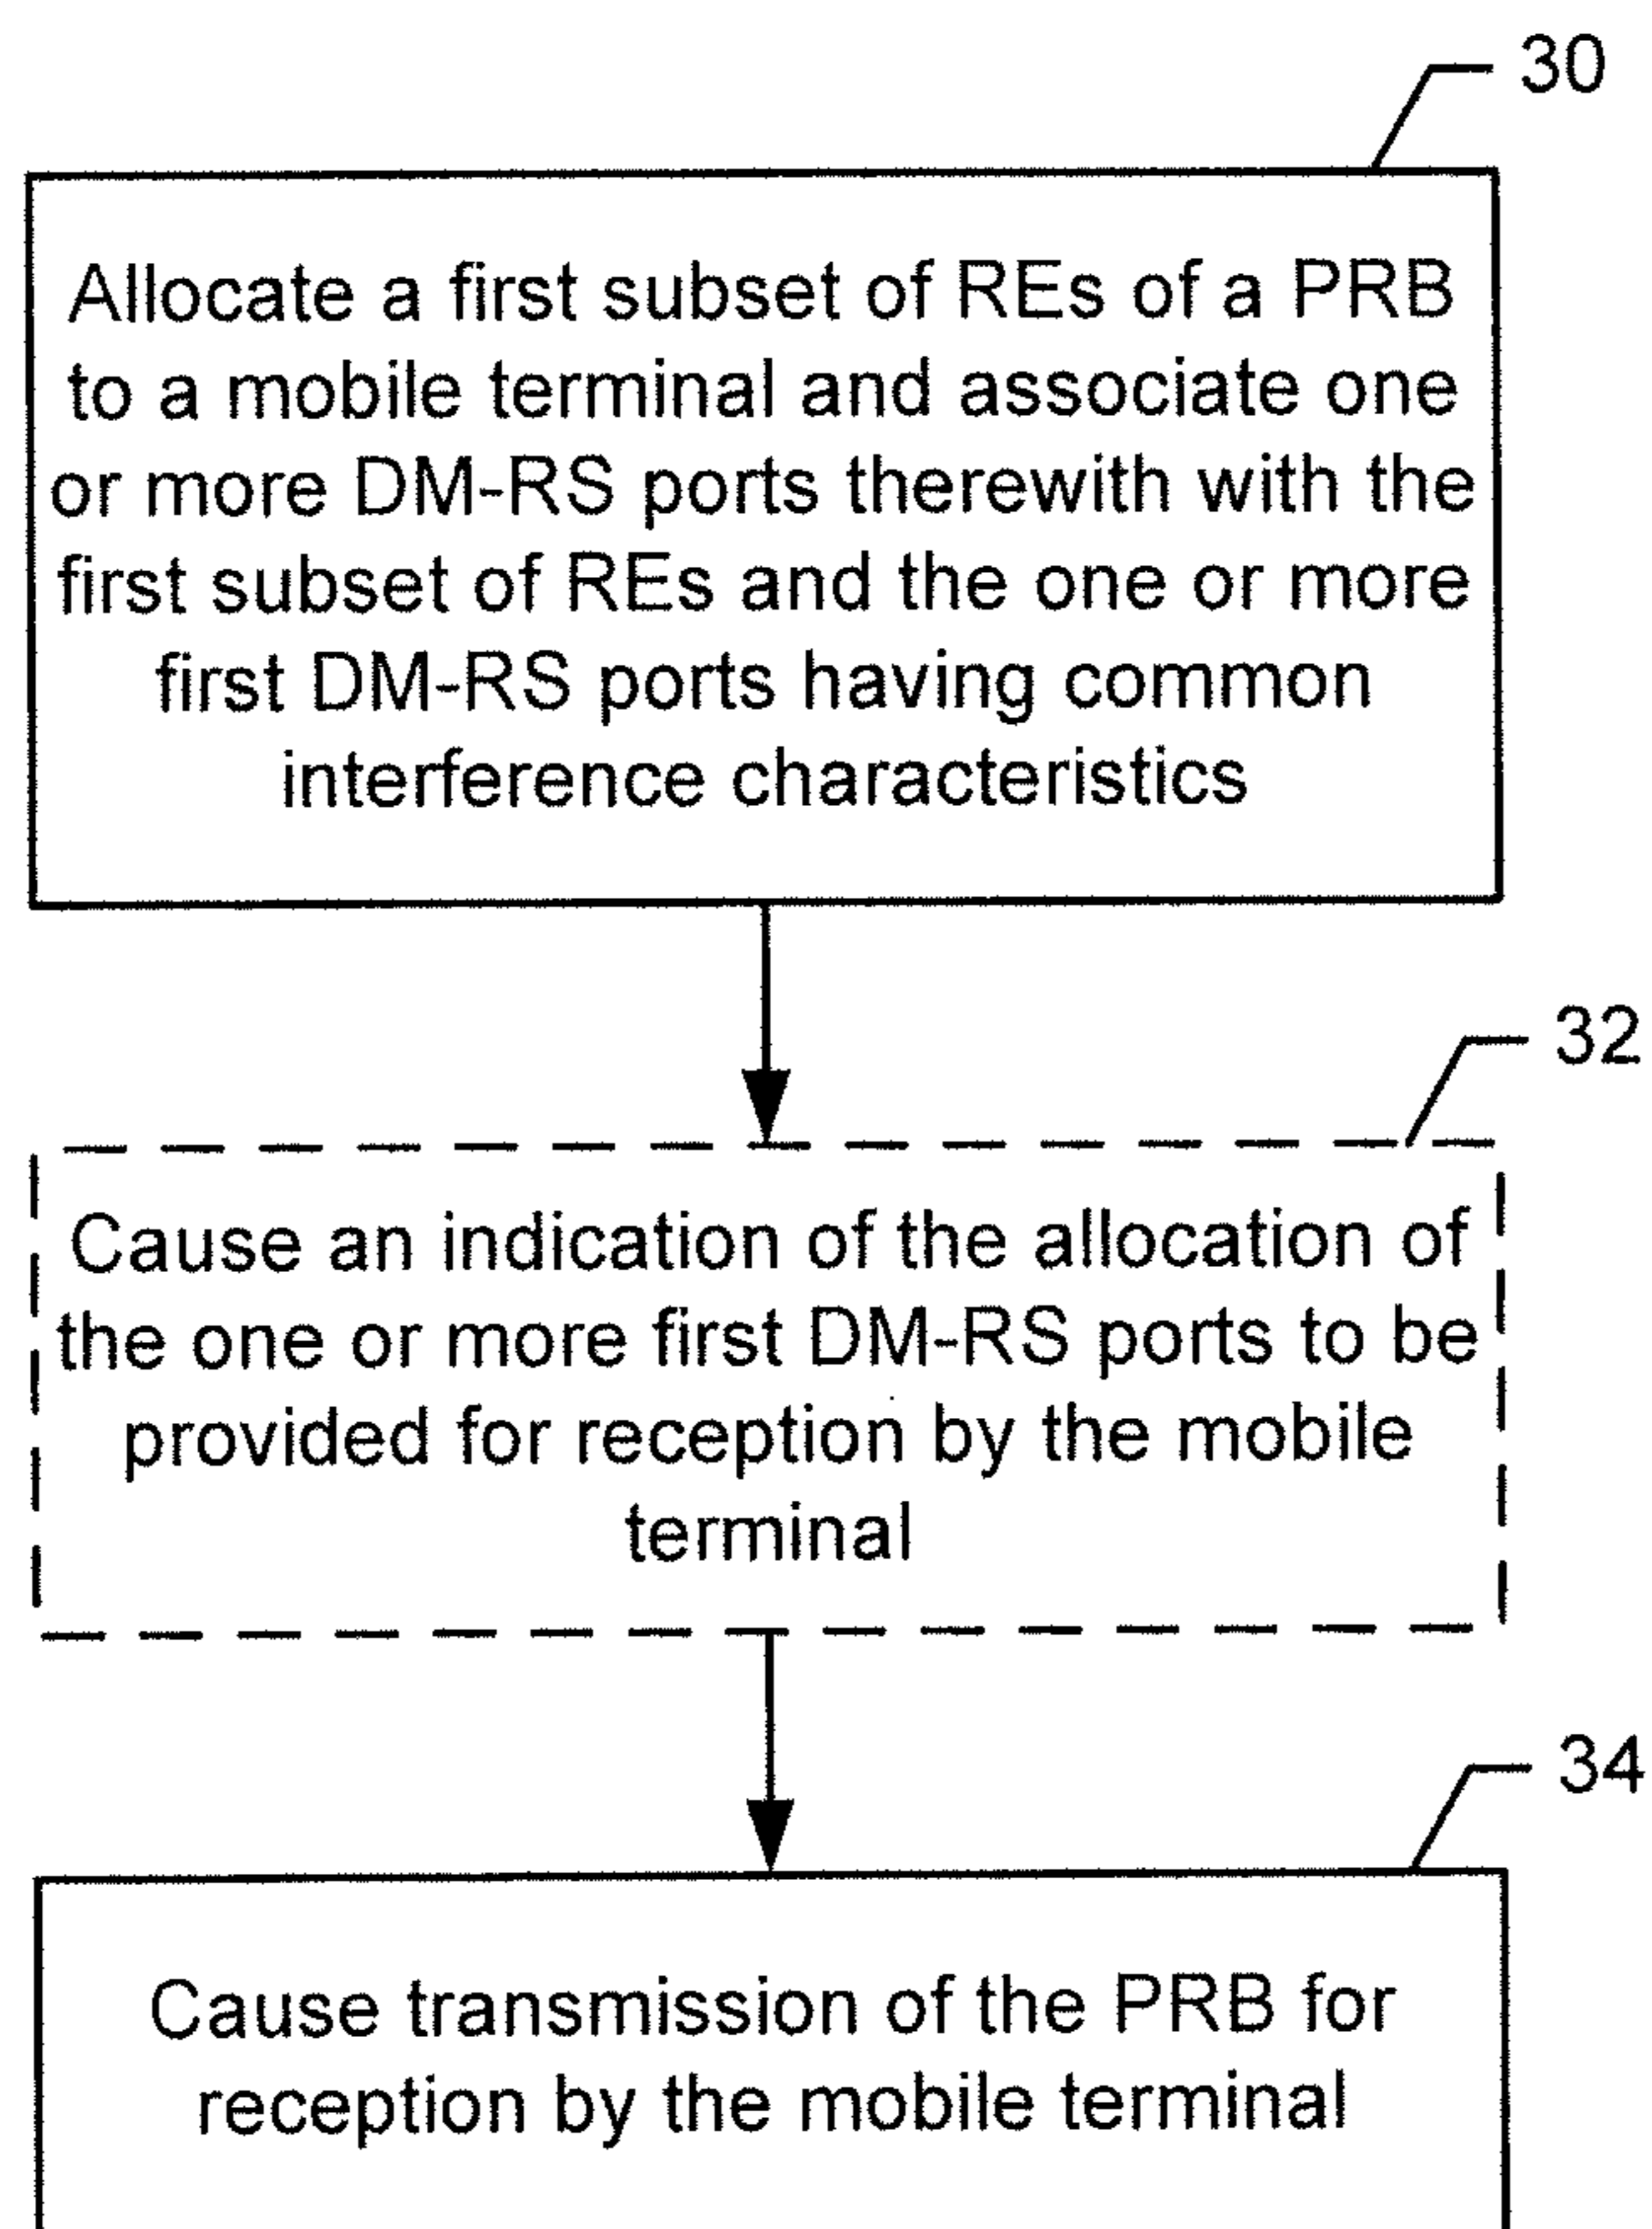 30
Allocate a first subset of REs of a PRB
to a mobile terminal and associate one
or more DM-RS ports therewith with the
first subset of REs and the one or more
first DM-RS ports having common
interference characteristics
32
Cause an indication of the allocation of
the one or more first DM-RS ports to be
provided for reception by the mobile
terminal
34
Cause transmission of the PRB for
reception by the mobile terminal